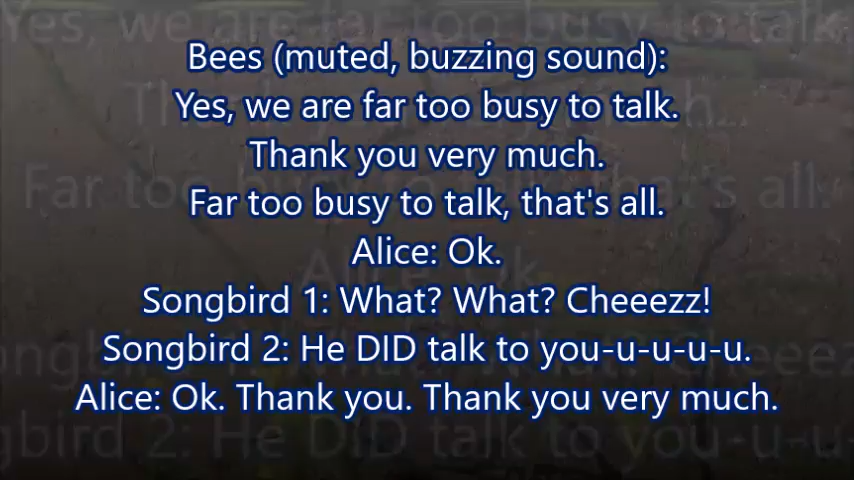 Bees (muted, buzzing sound):
Yes, we are far too busy to talk.
Thank you very much.
Far too busy to talk, that's all.
Alice: Ok.
Songbird 1: What? What? Cheeezz!
Songbird 2: He DID talk to you-u-u-u-u.
Alice: Ok. Thank you. Thank you very much.